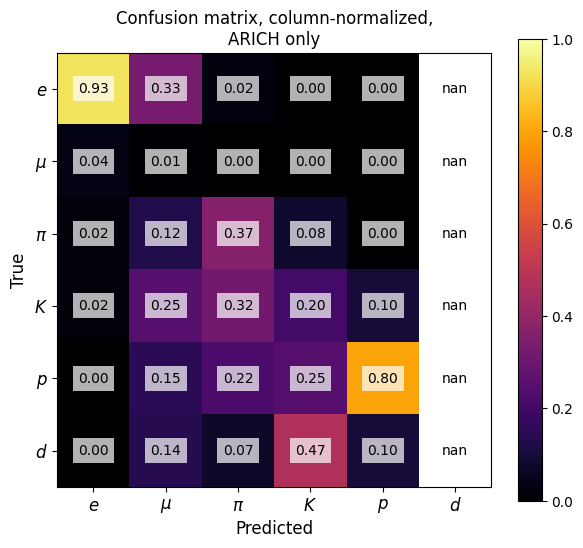 Confusion matrix, column-normalized,
ARICH only
True
e 0.93 0.33 0.02 0.00 0.00 nan
μ 0.04 0.01 0.00 0.00 0.00 nan
π 0.02 0.12 0.37 0.08 0.00 nan
K 0.02 0.25 0.32 0.20 0.10 nan
p 0.00 0.15 0.22 0.25 0.80 nan
d 0.00 0.14 0.07 0.47 0.10 nan
e μ π K p d
Predicted
1.0
0.8
0.6
0.4
0.2
0.0